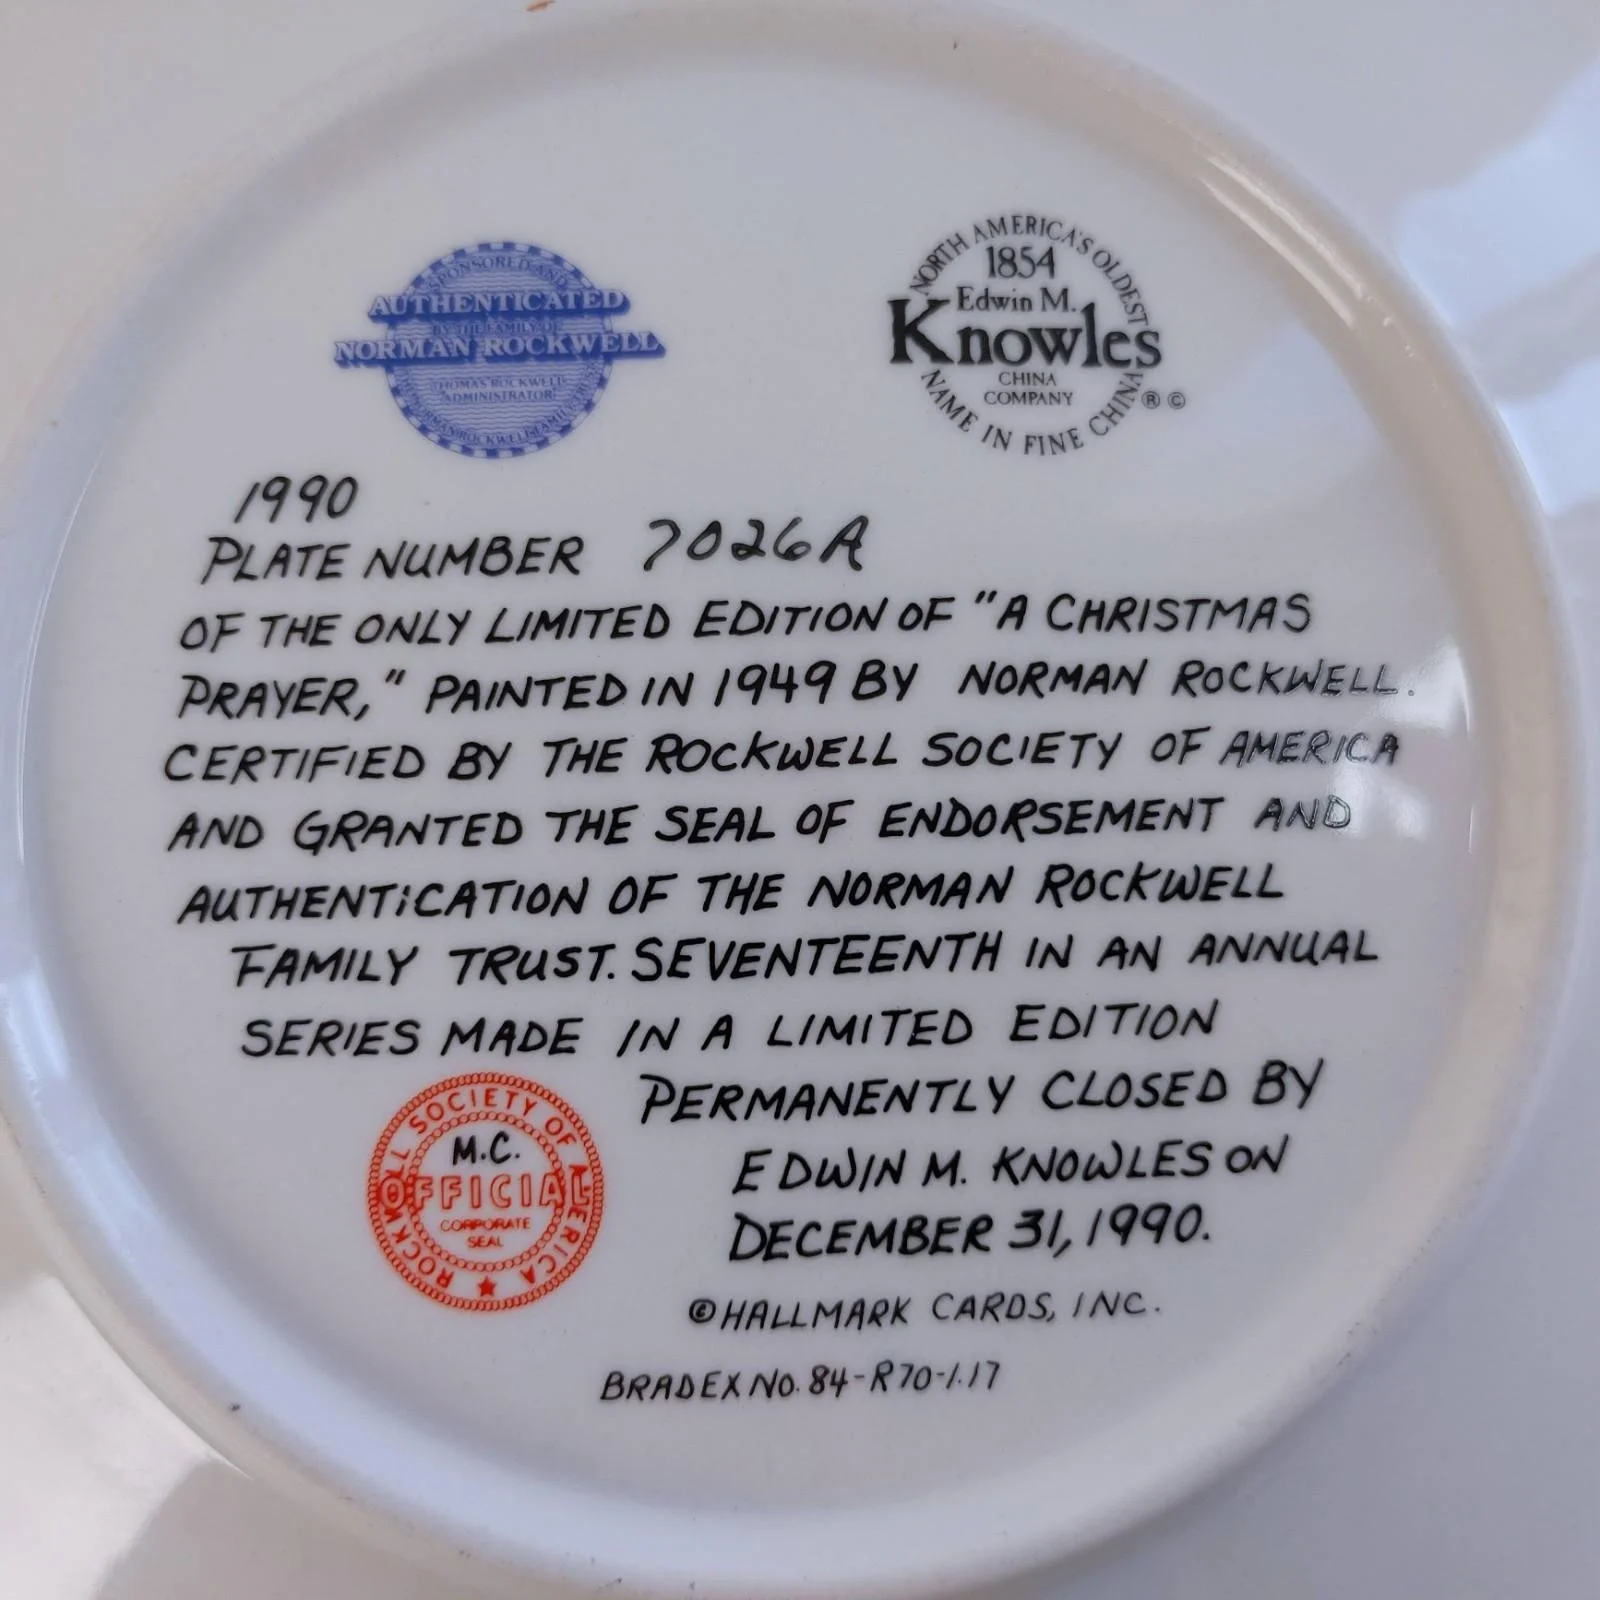 SPONSORED AND
AUTHENTICATED
BY THE FAMILY OF
NORMAN ROCKWELL
THOMAS ROCKWELL
ADMINISTRATOR
NORMAN ROCKWELL FAMILY TRUST
NORTH AMERICA'S OLDEST
1854
Edwin M.
Knowles
CHINA
COMPANY
NAME IN FINE CHINA
® ©
1990
PLATE NUMBER 7026A
OF THE ONLY LIMITED EDITION OF "A CHRISTMAS
PRAYER," PAINTED IN 1949 BY NORMAN ROCKWELL.
CERTIFIED BY THE ROCKWELL SOCIETY OF AMERICA
AND GRANTED THE SEAL OF ENDORSEMENT AND
AUTHENTiCATION OF THE NORMAN ROCKWELL
FAMILY TRUST. SEVENTEENTH IN AN ANNUAL
SERIES MADE IN A LIMITED EDITION
PERMANENTLY CLOSED BY
EDWIN M. KNOWLES ON
DECEMBER 31, 1990.
ROCKWELL SOCIETY OF AMERICA
M.C.
OFFICIAL
CORPORATE
SEAL
© HALLMARK CARDS, INC.
BRADEX NO. 84-R70-1.17